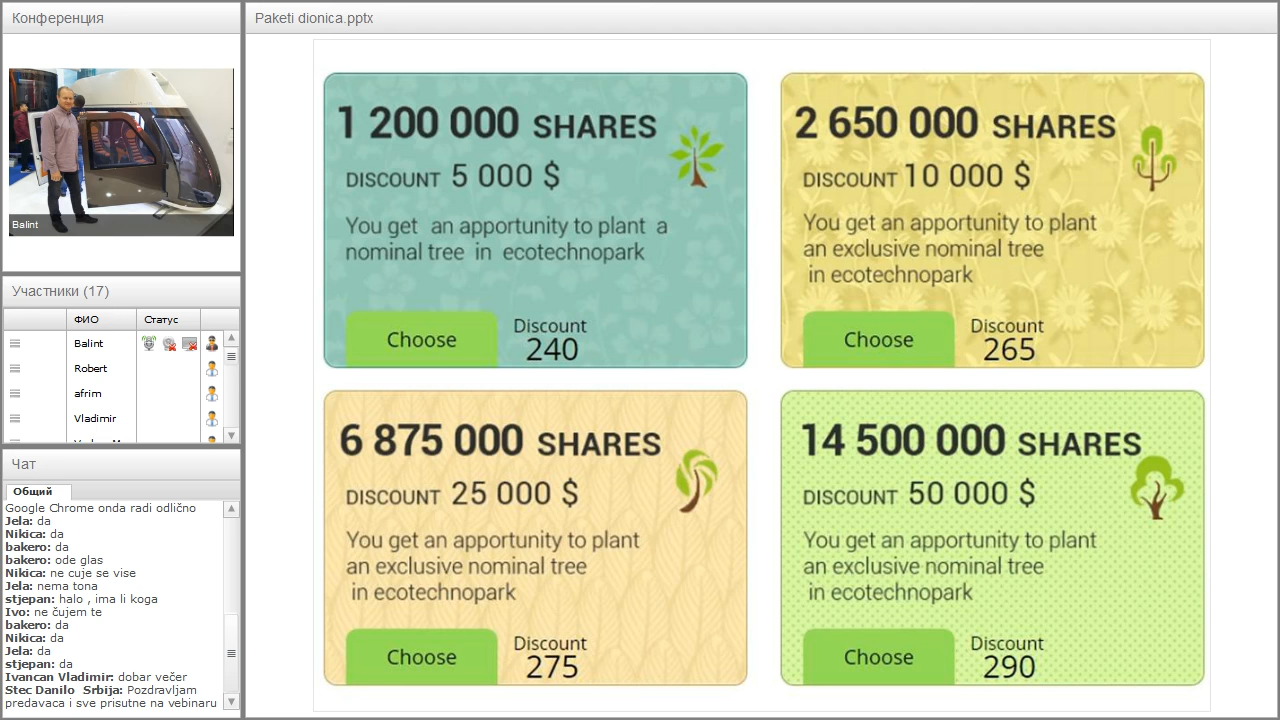 Конференция
Balint
Участники (17)
ФИО
Статус
Balint
Robert
afrim
Vladimir
Чат
Общий
Google Chrome onda radi odlično
Jela: da
Nikica: da
bakero: da
bakero: ode glas
Nikica: ne cuje se vise
Jela: nema tona
stjepan: halo , ima li koga
Ivo: ne čujem te
bakero: da
Nikica: da
Jela: da
stjepan: da
Ivancan Vladimir: dobar večer
Stec Danilo Srbija: Pozdravljam
predavaca i sve prisutne na vebinaru
Paketi dionica.pptx
1 200 000 SHARES
DISCOUNT 5 000 $
You get an apportunity to plant a
nominal tree in ecotechnopark
Choose
Discount
240
2 650 000 SHARES
DISCOUNT 10 000 $
You get an apportunity to plant
an exclusive nominal tree
in ecotechnopark
Choose
Discount
265
6 875 000 SHARES
DISCOUNT 25 000 $
You get an apportunity to plant
an exclusive nominal tree
in ecotechnopark
Choose
Discount
275
14 500 000 SHARES
DISCOUNT 50 000 $
You get an apportunity to plant
an exclusive nominal tree
in ecotechnopark
Choose
Discount
290